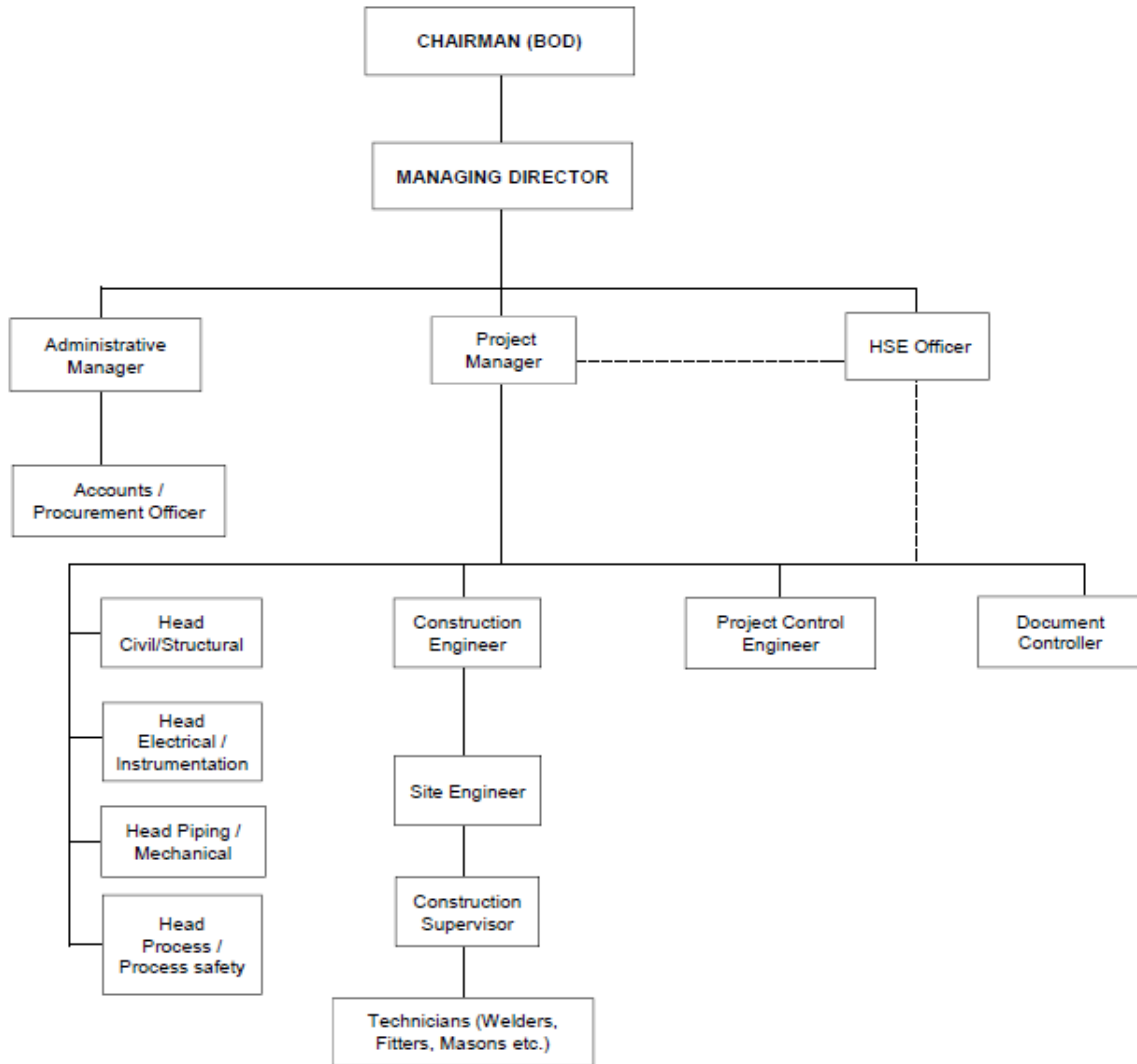 CHAIRMAN (BOD)
MANAGING DIRECTOR
Administrative
Manager
Project
Manager
HSE Officer
Accounts /
Procurement Officer
Head
Civil/Structural
Construction
Engineer
Project Control
Engineer
Document
Controller
Head
Electrical /
Instrumentation
Site Engineer
Head Piping /
Mechanical
Construction
Supervisor
Head
Process /
Process safety
Technicians (Welders,
Fitters, Masons etc.)